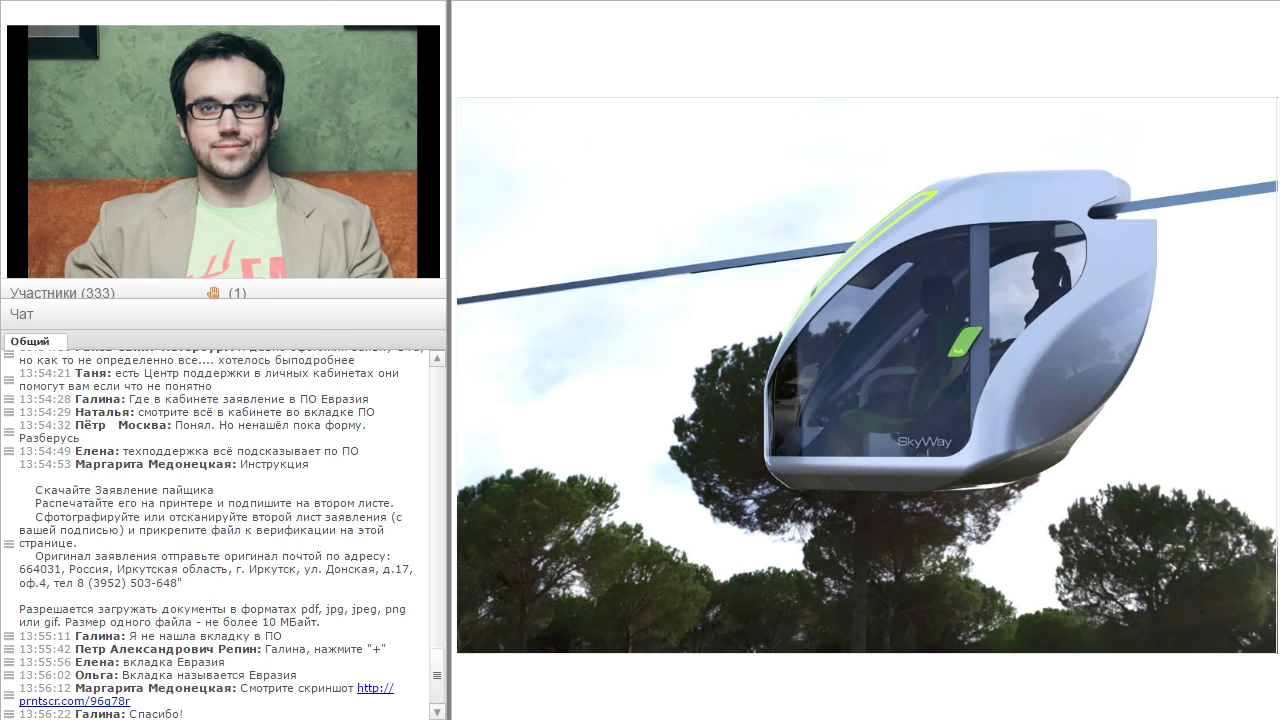 Участники (333) (1)
Чат
Общий
но как то не определенно все.... хотелось быподробнее
13:54:21 Таня: есть Центр поддержки в личных кабинетах они
помогут вам если что не понятно
13:54:28 Галина: Где в кабинете заявление в ПО Евразия
13:54:29 Наталья: смотрите всё в кабинете во вкладке ПО
13:54:32 Пётр Москва: Понял. Но ненашёл пока форму.
Разберусь
13:54:49 Елена: техподдержка всё подсказывает по ПО
13:54:53 Маргарита Медонецкая: Инструкция
Скачайте Заявление пайщика
Распечатайте его на принтере и подпишите на втором листе.
Сфотографируйте или отсканируйте второй лист заявления (с
вашей подписью) и прикрепите файл к верификации на этой
странице.
Оригинал заявления отправьте оригинал почтой по адресу:
664031, Россия, Иркутская область, г. Иркутск, ул. Донская, д.17,
оф.4, тел 8 (3952) 503-648"
Разрешается загружать документы в форматах pdf, jpg, jpeg, png
или gif. Размер одного файла - не более 10 МБайт.
13:55:11 Галина: Я не нашла вкладку в ПО
13:55:42 Петр Александрович Репин: Галина, нажмите "+"
13:55:56 Елена: вкладка Евразия
13:56:02 Ольга: Вкладка называется Евразия
13:56:12 Маргарита Медонецкая: Смотрите скриншот http://
prntscr.com/96q78r
13:56:22 Галина: Спасибо!
SkyWay